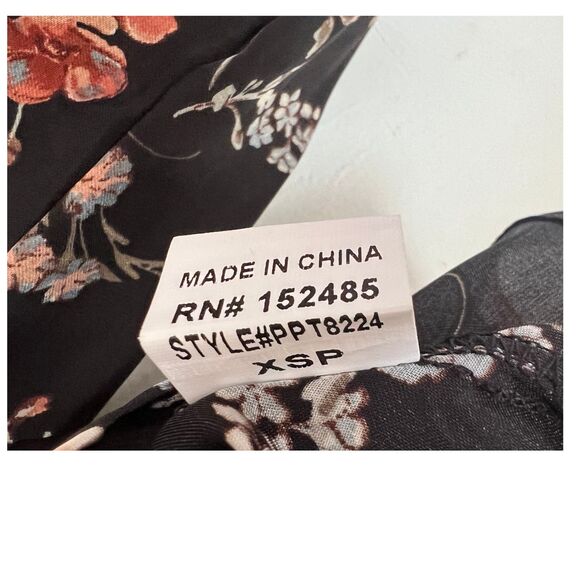 MADE IN CHINA
RN# 152485
STYLE#PPT8224
XSP